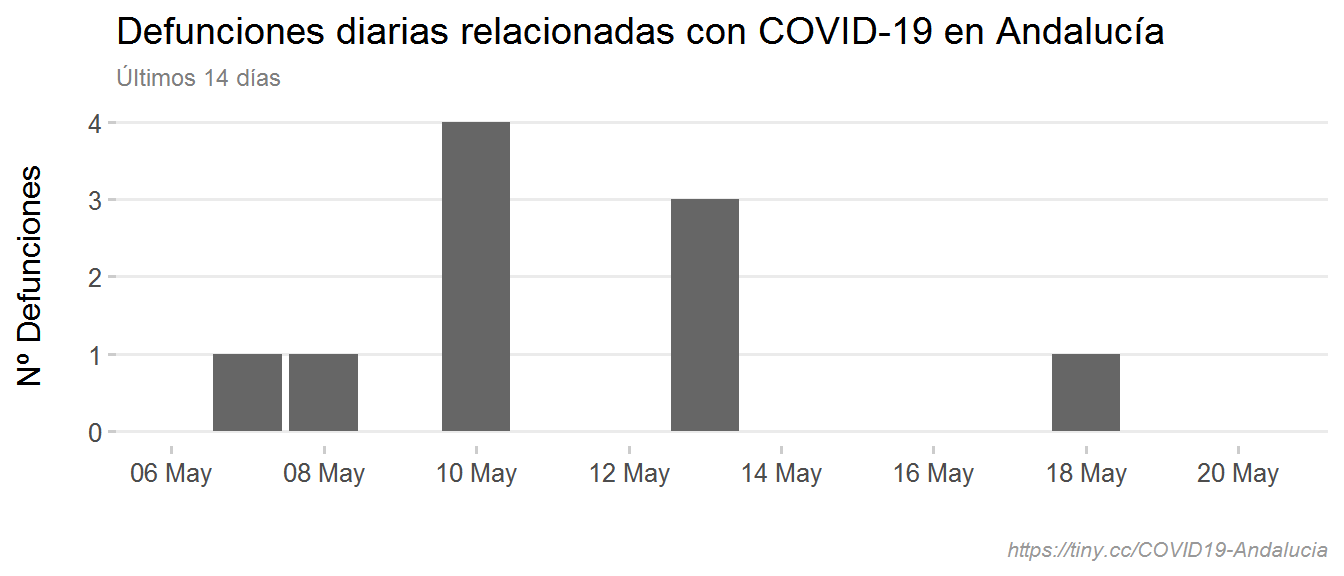 Defunciones diarias relacionadas con COVID-19 en Andalucía
Últimos 14 días
Nº Defunciones
4
3
2
1
0
06 May 08 May 10 May 12 May 14 May 16 May 18 May 20 May
https://tiny.cc/COVID19-Andalucia